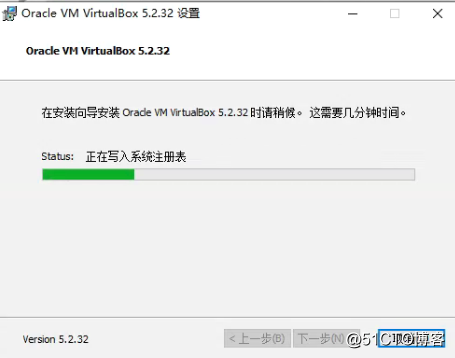 Oracle VM VirtualBox 5.2.32 设置
Oracle VM VirtualBox 5.2.32
在安装向导安装 Oracle VM VirtualBox 5.2.32 时请稍候。 这需要几分钟时间。
Status: 正在写入系统注册表
Version 5.2.32 < 上一步(B) 下一步(N) @51CTO博客